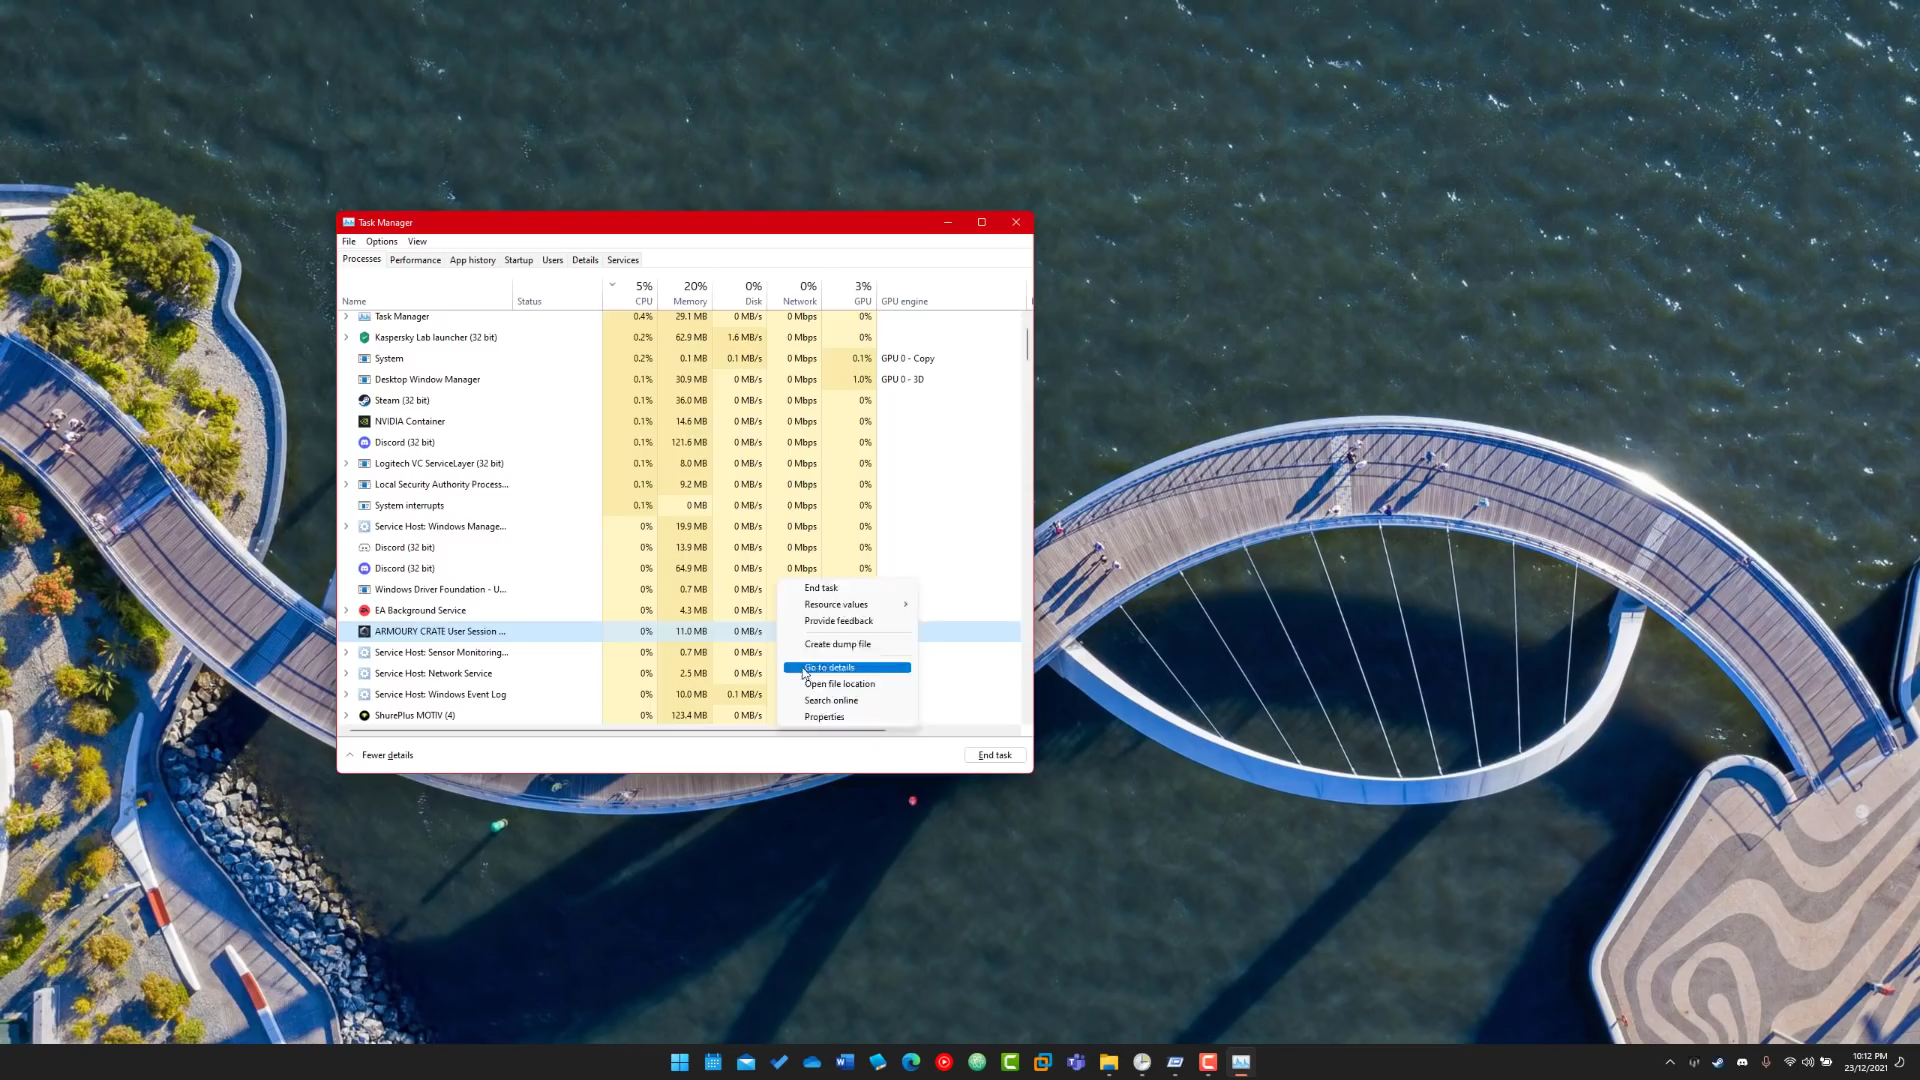 Task Manager
File Options View
Processes Performance App history Startup Users Details Services
5% 20% 0% 0% 3%
Name Status CPU Memory Disk Network GPU GPU engine
Task Manager 0.4% 29.1 MB 0 MB/s 0 Mbps 0%
Kaspersky Lab launcher (32 bit) 0.2% 62.9 MB 1.6 MB/s 0 Mbps 0%
System 0.2% 0.1 MB 0.1 MB/s 0 Mbps 0.1% GPU 0 - Copy
Desktop Window Manager 0.1% 30.9 MB 0 MB/s 0 Mbps 1.0% GPU 0 - 3D
Steam (32 bit) 0.1% 36.0 MB 0 MB/s 0 Mbps 0%
NVIDIA Container 0.1% 14.6 MB 0 MB/s 0 Mbps 0%
Discord (32 bit) 0.1% 121.6 MB 0 MB/s 0 Mbps 0%
Logitech VC ServiceLayer (32 bit) 0.1% 8.0 MB 0 MB/s 0 Mbps 0%
Local Security Authority Process... 0.1% 9.2 MB 0 MB/s 0 Mbps 0%
System interrupts 0.1% 0 MB 0 MB/s 0 Mbps 0%
Service Host: Windows Manage... 0% 19.9 MB 0 MB/s 0 Mbps 0%
Discord (32 bit) 0% 13.9 MB 0 MB/s 0 Mbps 0%
Discord (32 bit) 0% 64.9 MB 0 MB/s 0 Mbps 0%
Windows Driver Foundation - U... 0% 0.7 MB 0 MB/s
EA Background Service 0% 4.3 MB 0 MB/s
ARMOURY CRATE User Session ... 0% 11.0 MB 0 MB/s
Service Host: Sensor Monitoring... 0% 0.7 MB 0 MB/s
Service Host: Network Service 0% 2.5 MB 0 MB/s
Service Host: Windows Event Log 0% 10.0 MB 0.1 MB/s
ShurePlus MOTIV (4) 0% 123.4 MB 0 MB/s
End task
Resource values
Provide feedback
Create dump file
Go to details
Open file location
Search online
Properties
Fewer details End task
10:12 PM
23/12/2021